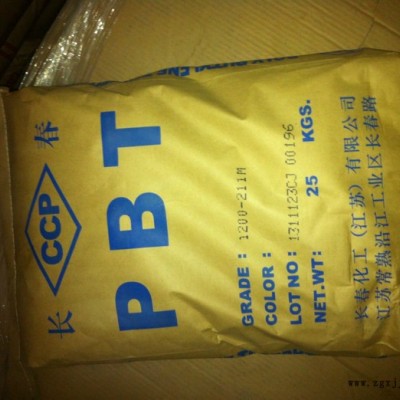 长 CCP 春
PBT
GRADE: 1200-211M
COLOR:
LOT NO: 1311123CJ 00196
NET.WT: 25 KGS.
长春化工(江苏)有限公司
江苏常熟沿江工业区长春路